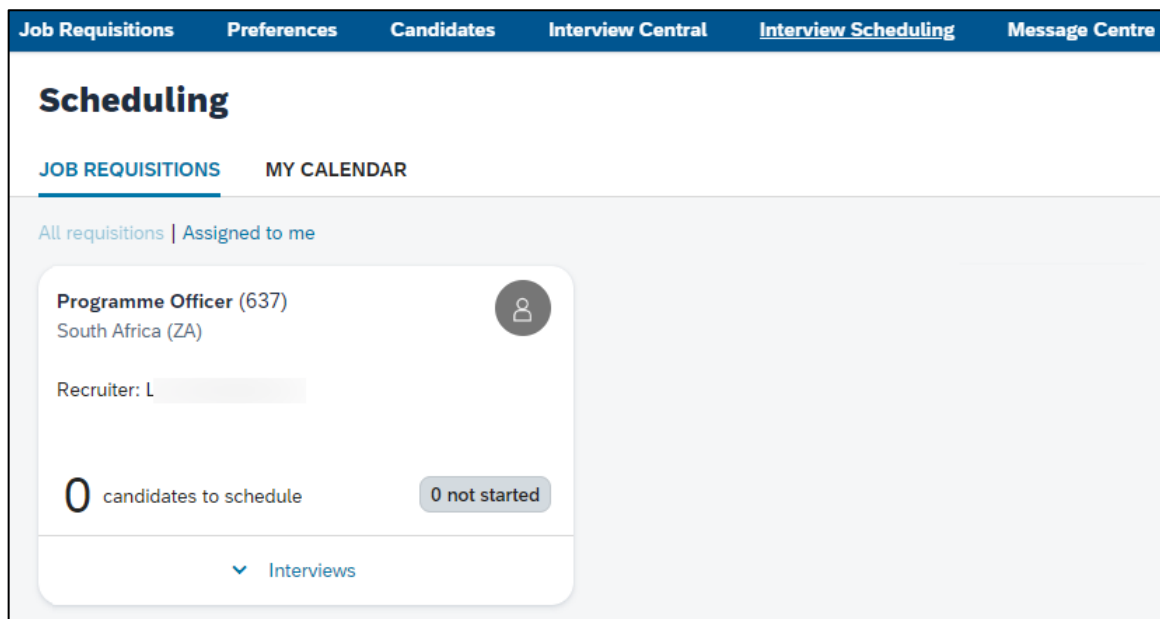 Job Requisitions Preferences Candidates Interview Central Interview Scheduling Message Centre
Scheduling
JOB REQUISITIONS MY CALENDAR
All requisitions | Assigned to me
Programme Officer (637)
South Africa (ZA)
Recruiter: L
0 candidates to schedule 0 not started
Interviews